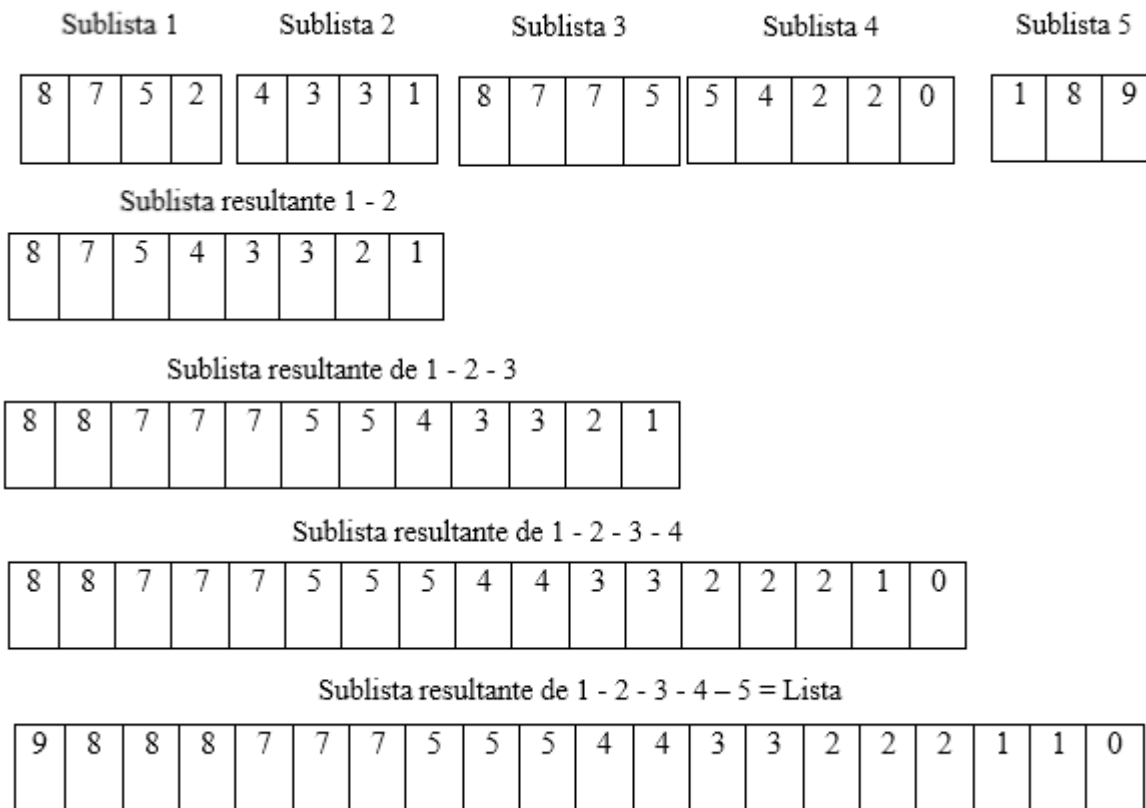 Sublista 1 Sublista 2 Sublista 3 Sublista 4 Sublista 5
8 7 5 2 4 3 3 1 8 7 7 5 5 4 2 2 0 1 8 9
Sublista resultante 1 - 2
8 7 5 4 3 3 2 1
Sublista resultante de 1 - 2 - 3
8 8 7 7 7 5 5 4 3 3 2 1
Sublista resultante de 1 - 2 - 3 - 4
8 8 7 7 7 5 5 5 4 4 3 3 2 2 2 1 0
Sublista resultante de 1 - 2 - 3 - 4 – 5 = Lista
9 8 8 8 7 7 7 5 5 5 4 4 3 3 2 2 2 1 1 0